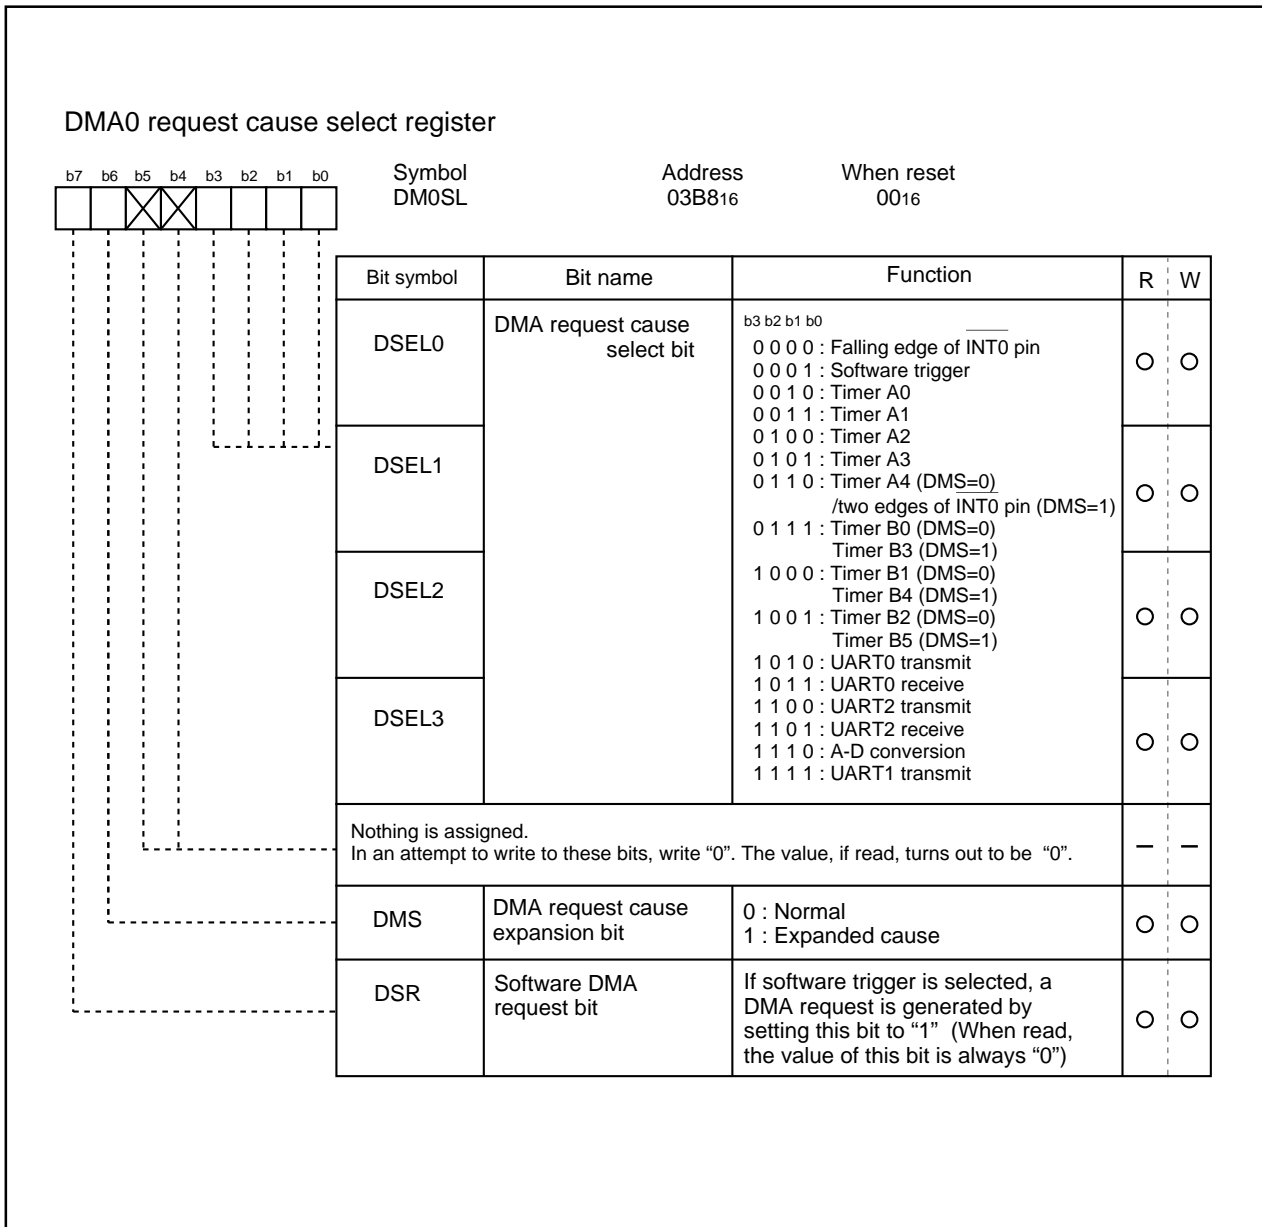 DMA0 request cause select register
b7 b6 b5 b4 b3 b2 b1 b0
Symbol Address When reset
DM0SL 03B816 0016
Bit symbol Bit name Function R W
DSEL0
DSEL1
DSEL2
DSEL3
DMA request cause
select bit
b3 b2 b1 b0
0 0 0 0 : Falling edge of INT0 pin
0 0 0 1 : Software trigger
0 0 1 0 : Timer A0
0 0 1 1 : Timer A1
0 1 0 0 : Timer A2
0 1 0 1 : Timer A3
0 1 1 0 : Timer A4 (DMS=0)
/two edges of INT0 pin (DMS=1)
0 1 1 1 : Timer B0 (DMS=0)
Timer B3 (DMS=1)
1 0 0 0 : Timer B1 (DMS=0)
Timer B4 (DMS=1)
1 0 0 1 : Timer B2 (DMS=0)
Timer B5 (DMS=1)
1 0 1 0 : UART0 transmit
1 0 1 1 : UART0 receive
1 1 0 0 : UART2 transmit
1 1 0 1 : UART2 receive
1 1 1 0 : A-D conversion
1 1 1 1 : UART1 transmit
Nothing is assigned.
In an attempt to write to these bits, write “0”. The value, if read, turns out to be “0”.
– –
DMS
DMA request cause
expansion bit
0 : Normal
1 : Expanded cause
DSR
Software DMA
request bit
If software trigger is selected, a
DMA request is generated by
setting this bit to “1” (When read,
the value of this bit is always “0”)